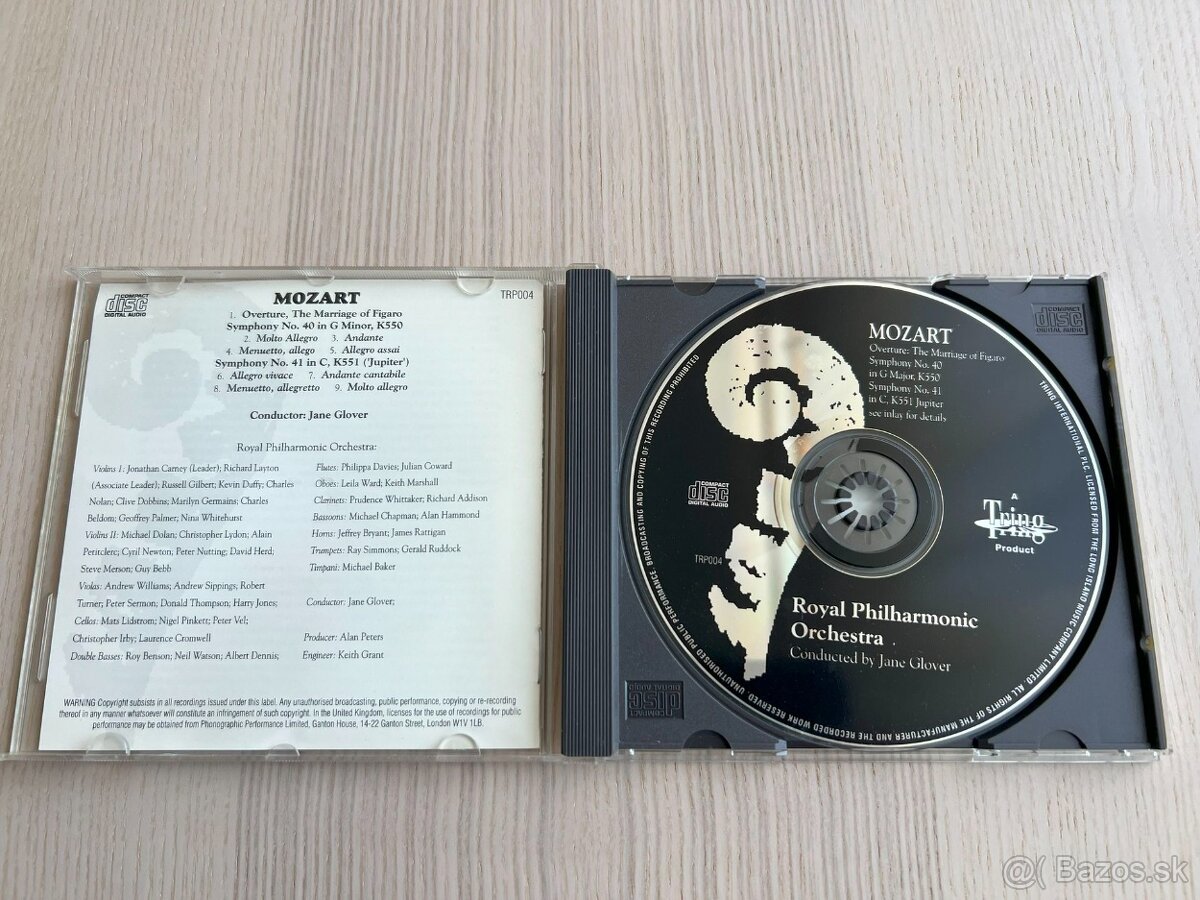 COMPACT
disc
DIGITAL AUDIO
MOZART
TRP004
1. Overture, The Marriage of Figaro
Symphony No. 40 in G Minor, K550
2. Molto Allegro 3. Andante
4. Menuetto, allego 5. Allegro assai
Symphony No. 41 in C, K551 ('Jupiter')
6. Allegro vivace 7. Andante cantabile
8. Menuetto, allegretto 9. Molto allegro
Conductor: Jane Glover
Royal Philharmonic Orchestra:
Violins 1: Jonathan Carney (Leader); Richard Layton
(Associate Leader); Russell Gilbert; Kevin Duffy; Charles
Nolan; Clive Dobbins; Marilyn Germains; Charles
Beldom; Geoffrey Palmer; Nina Whitehurst
Violins II: Michael Dolan; Christopher Lydon; Alain
Petitclerc; Cyril Newton; Peter Nutting; David Herd;
Steve Merson; Guy Bebb
Violas: Andrew Williams; Andrew Sippings, Robert
Turner; Peter Sermon; Donald Thompson; Harry Jones;
Cellos: Mats Lidstrom; Nigel Pinkett; Peter Vel;
Christopher Irby; Laurence Cromwell
Double Basses: Roy Benson; Neil Watson; Albert Dennis;
Flutes: Philippa Davies; Julian Coward
Oboes: Leila Ward; Keith Marshall
Clarinets: Prudence Whittaker; Richard Addison
Bassoons: Michael Chapman; Alan Hammond
Horns: Jeffrey Bryant; James Rattigan
Trumpets: Ray Simmons; Gerald Ruddock
Timpani: Michael Baker
Conductor: Jane Glover;
Producer: Alan Peters
Engineer: Keith Grant
WARNING Copyright subsists in all recordings issued under this label. Any unauthorised broadcasting, public performance, copying or re-recording
thereof in any manner whatsoever will constitute an infringement of such copyright. In the United Kingdom, licenses for the use of recordings for public
performance may be obtained from Phonographic Performance Limited, Ganton House, 14-22 Ganton Street, London W1V 1LB.
MOZART
Overture: The Marriage of Figaro
Symphony No. 40
in G Major, K550
Symphony No. 41
in C, K551 Jupiter
see inlay for details
COMPACT
disc
DIGITAL AUDIO
TRP004
A
Tring
Product
Royal Philharmonic
Orchestra
Conducted by Jane Glover
TRING INTERNATIONAL PLC. LICENSED FROM THE LONG ISLAND MUSIC COMPANY LIMITED. ALL RIGHTS OF THE MANUFACTURER AND THE RECORDED WORK RESERVED. UNAUTHORISED PUBLIC PERFORMANCE, BROADCASTING AND COPYING OF THIS RECORDING PROHIBITED
COMPACT
disc
DIGITAL AUDIO
COMPACT
disc
DIGITAL AUDIO
@( Bazos.sk